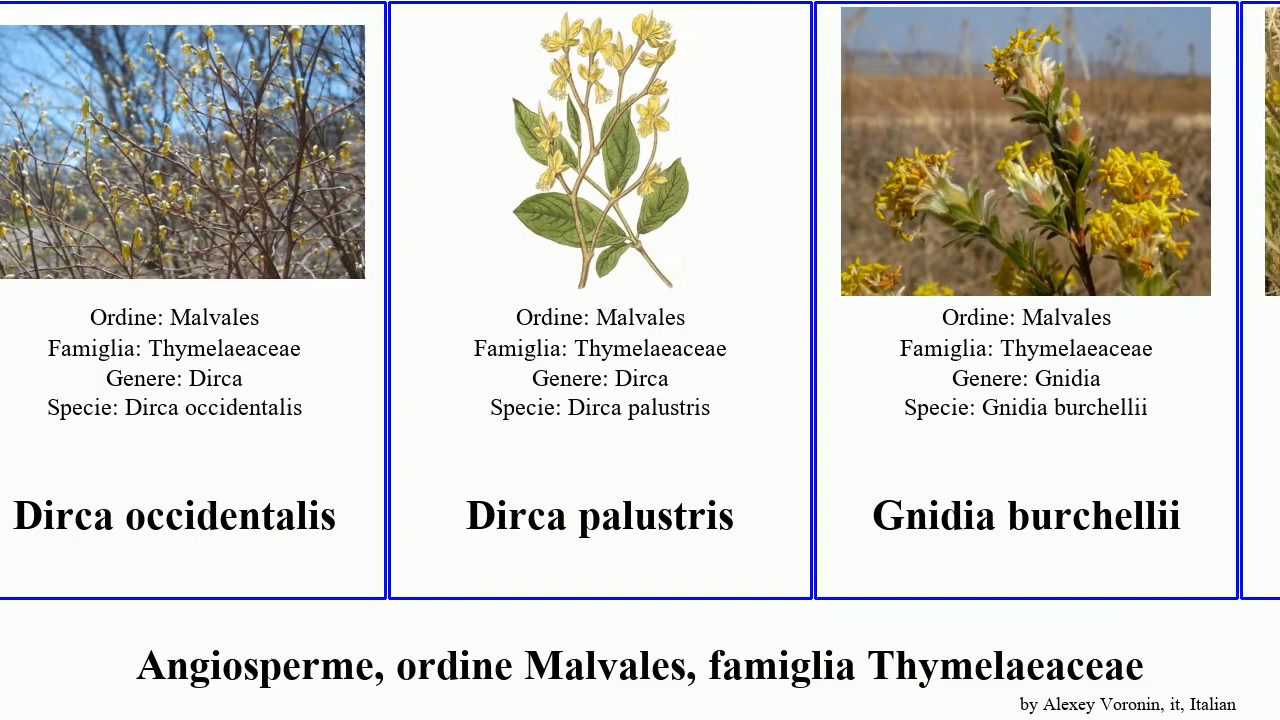 Ordine: Malvales
Famiglia: Thymelaeaceae
Genere: Dirca
Specie: Dirca occidentalis
Dirca occidentalis
Ordine: Malvales
Famiglia: Thymelaeaceae
Genere: Dirca
Specie: Dirca palustris
Dirca palustris
Ordine: Malvales
Famiglia: Thymelaeaceae
Genere: Gnidia
Specie: Gnidia burchellii
Gnidia burchellii
Angiosperme, ordine Malvales, famiglia Thymelaeaceae
by Alexey Voronin, it, Italian